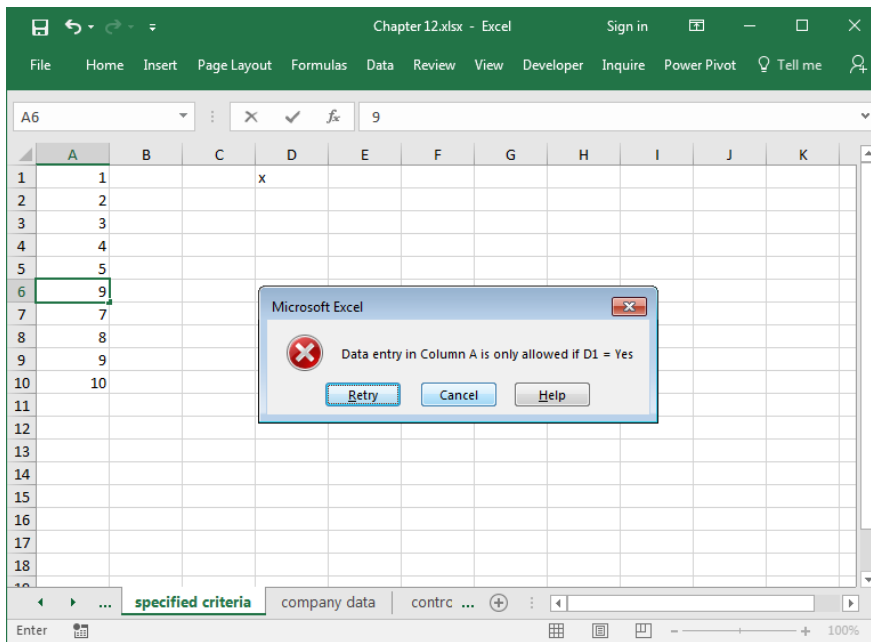 Chapter 12.xlsx - Excel Sign in
File Home Insert Page Layout Formulas Data Review View Developer Inquire Power Pivot Tell me
A6 fx 9
A B C D E F G H I J K
1 1 x
2 2
3 3
4 4
5 5
6 9
7 7
8 8
9 9
10 10
11
12
13
14
15
16
17
18
Microsoft Excel
Data entry in Column A is only allowed if D1 = Yes
Retry Cancel Help
... specified criteria company data contrc ...
Enter 100%